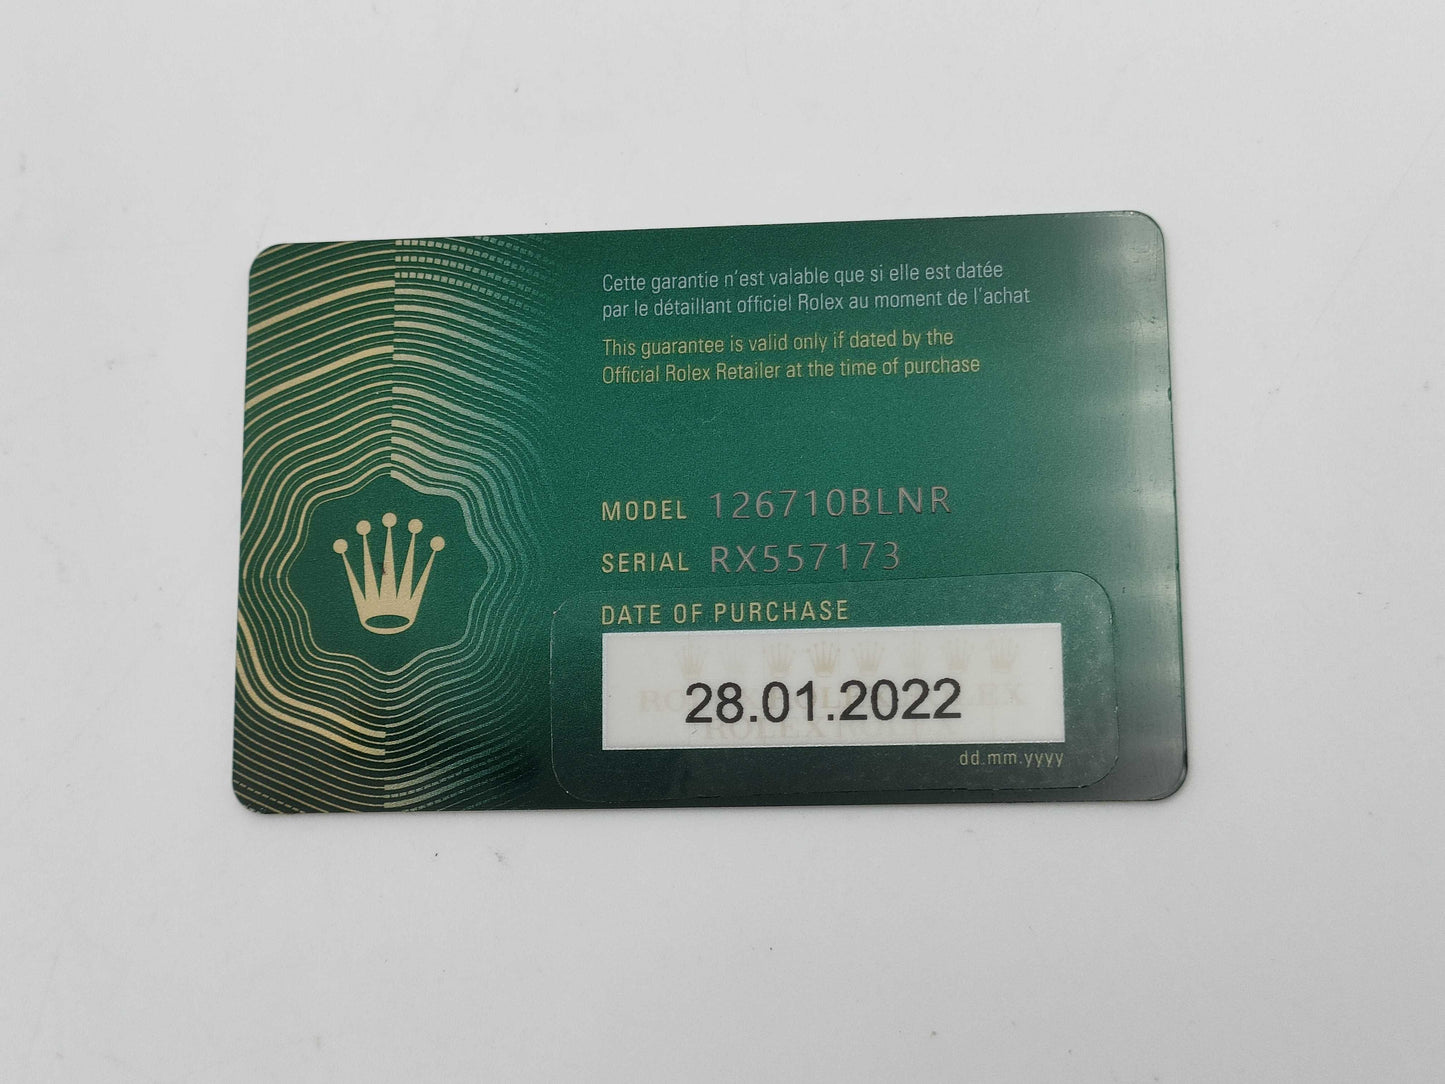 Cette garantie n'est valable que si elle est datée
par le détaillant officiel Rolex au moment de l'achat
This guarantee is valid only if dated by the
Official Rolex Retailer at the time of purchase
MODEL 126710BLNR
SERIAL RX557173
DATE OF PURCHASE
28.01.2022
dd.mm.yyyy